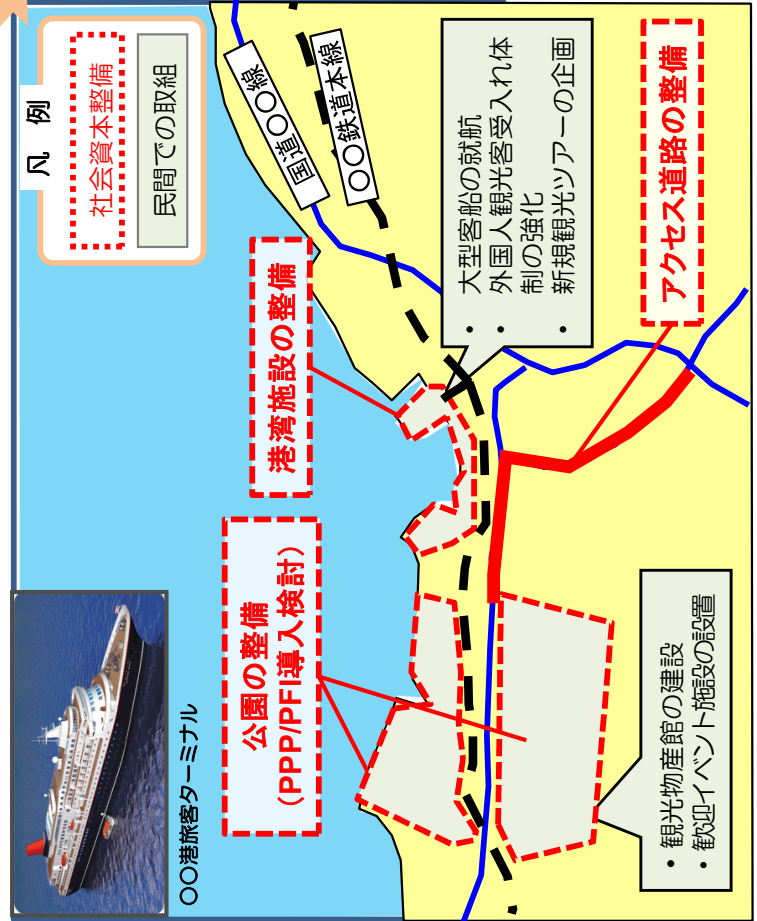 凡 例
社会資本整備
民間での取組
国道〇〇線
〇〇鉄道本線
港湾施設の整備
・ 大型客船の就航
・ 外国人観光客受入れ体
制の強化
・ 新規観光ツアーの企画
アクセス道路の整備
〇〇港旅客ターミナル
公園の整備
（PPP/PFI導入検討）
・ 観光物産館の建設
・ 歓迎イベント施設の設置